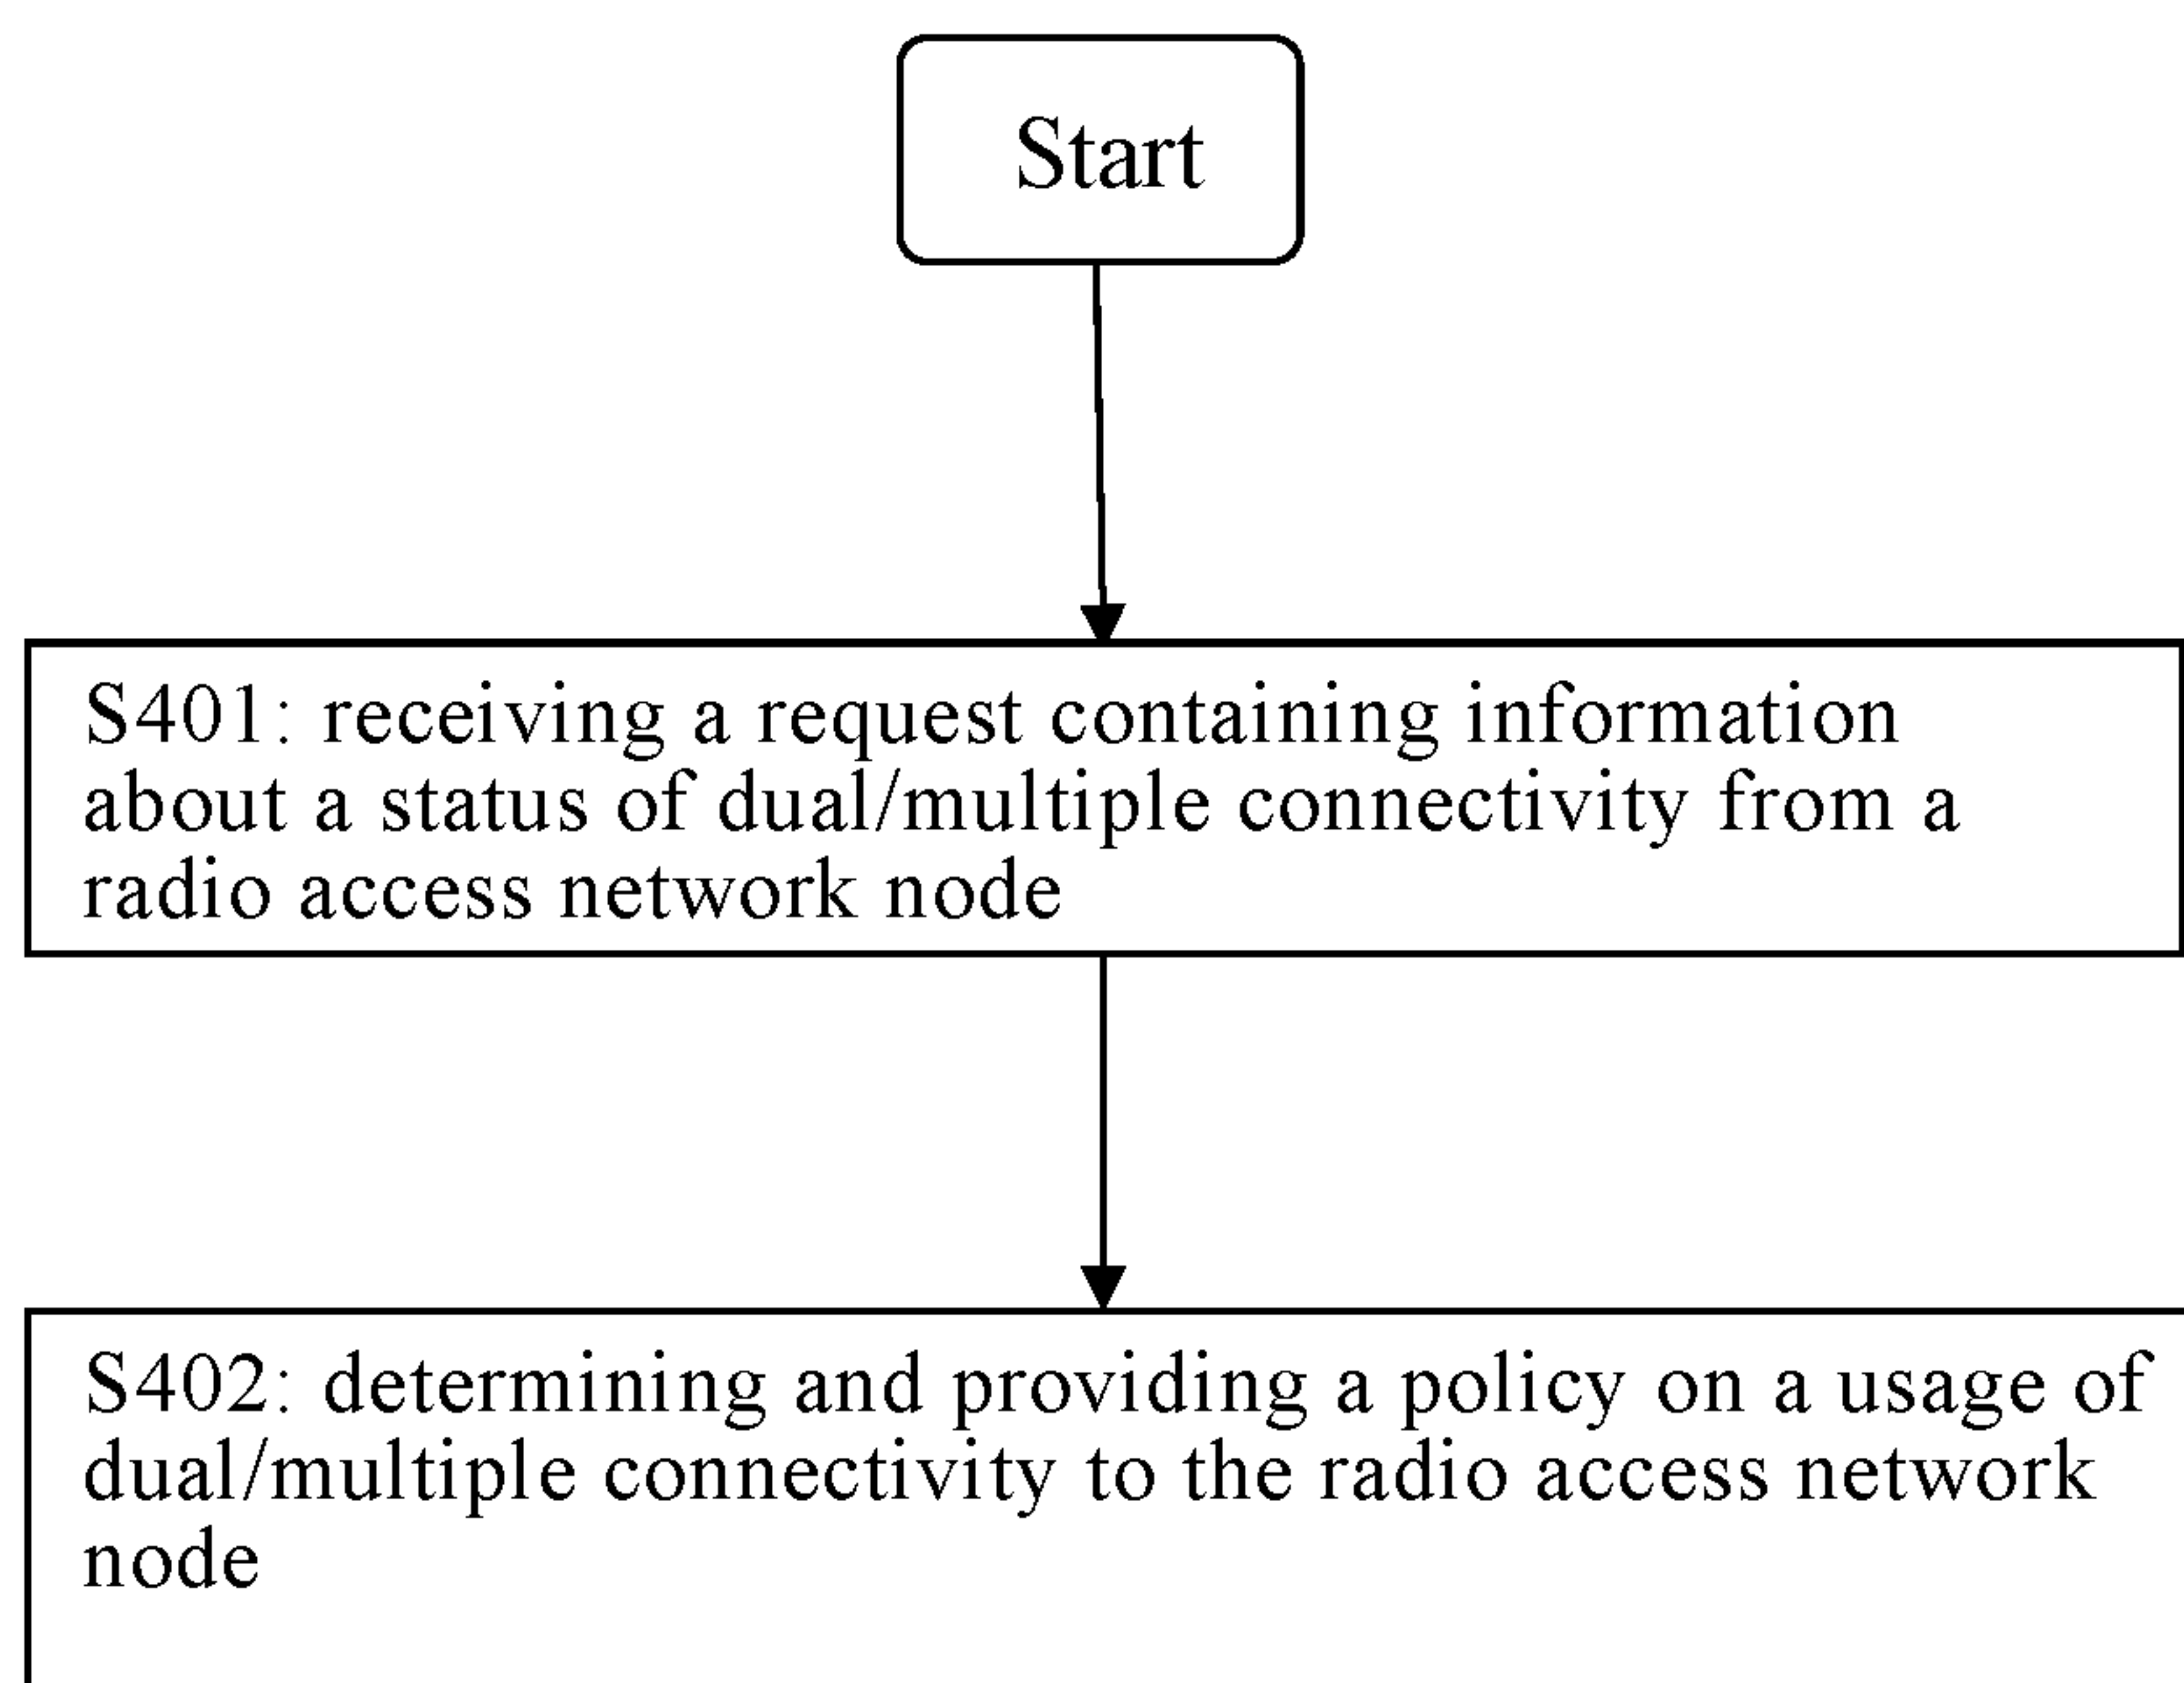 Start
S401: receiving a request containing information
about a status of dual/multiple connectivity from a
radio access network node
S402: determining and providing a policy on a usage of
dual/multiple connectivity to the radio access network
node